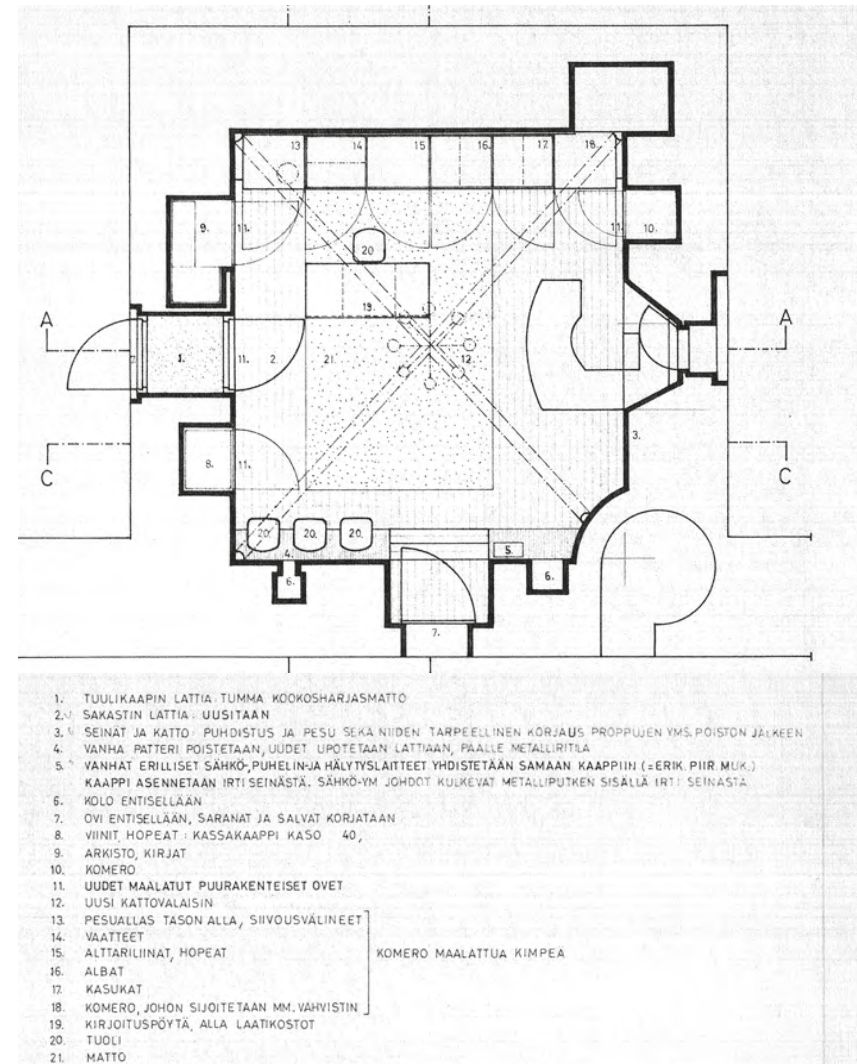 13. 14. 15. 16. 17. 18.
9. 11. 20 11. 10.
19.
A A
1. 11. 2. 21. 12.
C 3. C
8. 11.
20. 20. 20. 5.
4.
6. 6.
7.
1. TUULIKAAPIN LATTIA: TUMMA KOOKOSHARJASMATTO
2. SAKASTIN LATTIA: UUSITAAN
3. SEINÄT JA KATTO: PUHDISTUS JA PESU SEKÄ NIIDEN TARPEELLINEN KORJAUS PROPPUJEN YMS. POISTON JÄLKEEN
4. VANHA PATTERI POISTETAAN, UUDET UPOTETAAN LATTIAAN, PÄÄLLE METALLIRITILÄ
5. VANHAT ERILLISET SÄHKÖ-, PUHELIN- JA HÄLYTYSLAITTEET YHDISTETÄÄN SAMAAN KAAPPIIN (=ERIK. PIIR. MUK.)
KAAPPI ASENNETAAN IRTI SEINÄSTÄ. SÄHKÖ-YM JOHDOT KULKEVAT METALLIPUTKEN SISÄLLÄ IRTI SEINÄSTÄ
6. KOLO ENTISELLÄÄN
7. OVI ENTISELLÄÄN, SARANAT JA SALVAT KORJATAAN
8. VIINIT, HOPEAT : KASSAKAAPPI KASO 40,
9. ARKISTO, KIRJAT
10. KOMERO
11. UUDET MAALATUT PUURAKENTEISET OVET
12. UUSI KATTOVALAISIN
13. PESUALLAS TASON ALLA, SIIVOUSVÄLINEET
14. VAATTEET
15. ALTTARILIINAT, HOPEAT KOMERO MAALATTUA KIMPEÄ
16. ALBAT
17. KASUKAT
18. KOMERO, JOHON SIJOITETAAN MM. VAHVISTIN
19. KIRJOITUSPÖYTÄ, ALLA LAATIKOSTOT
20. TUOLI
21. MATTO